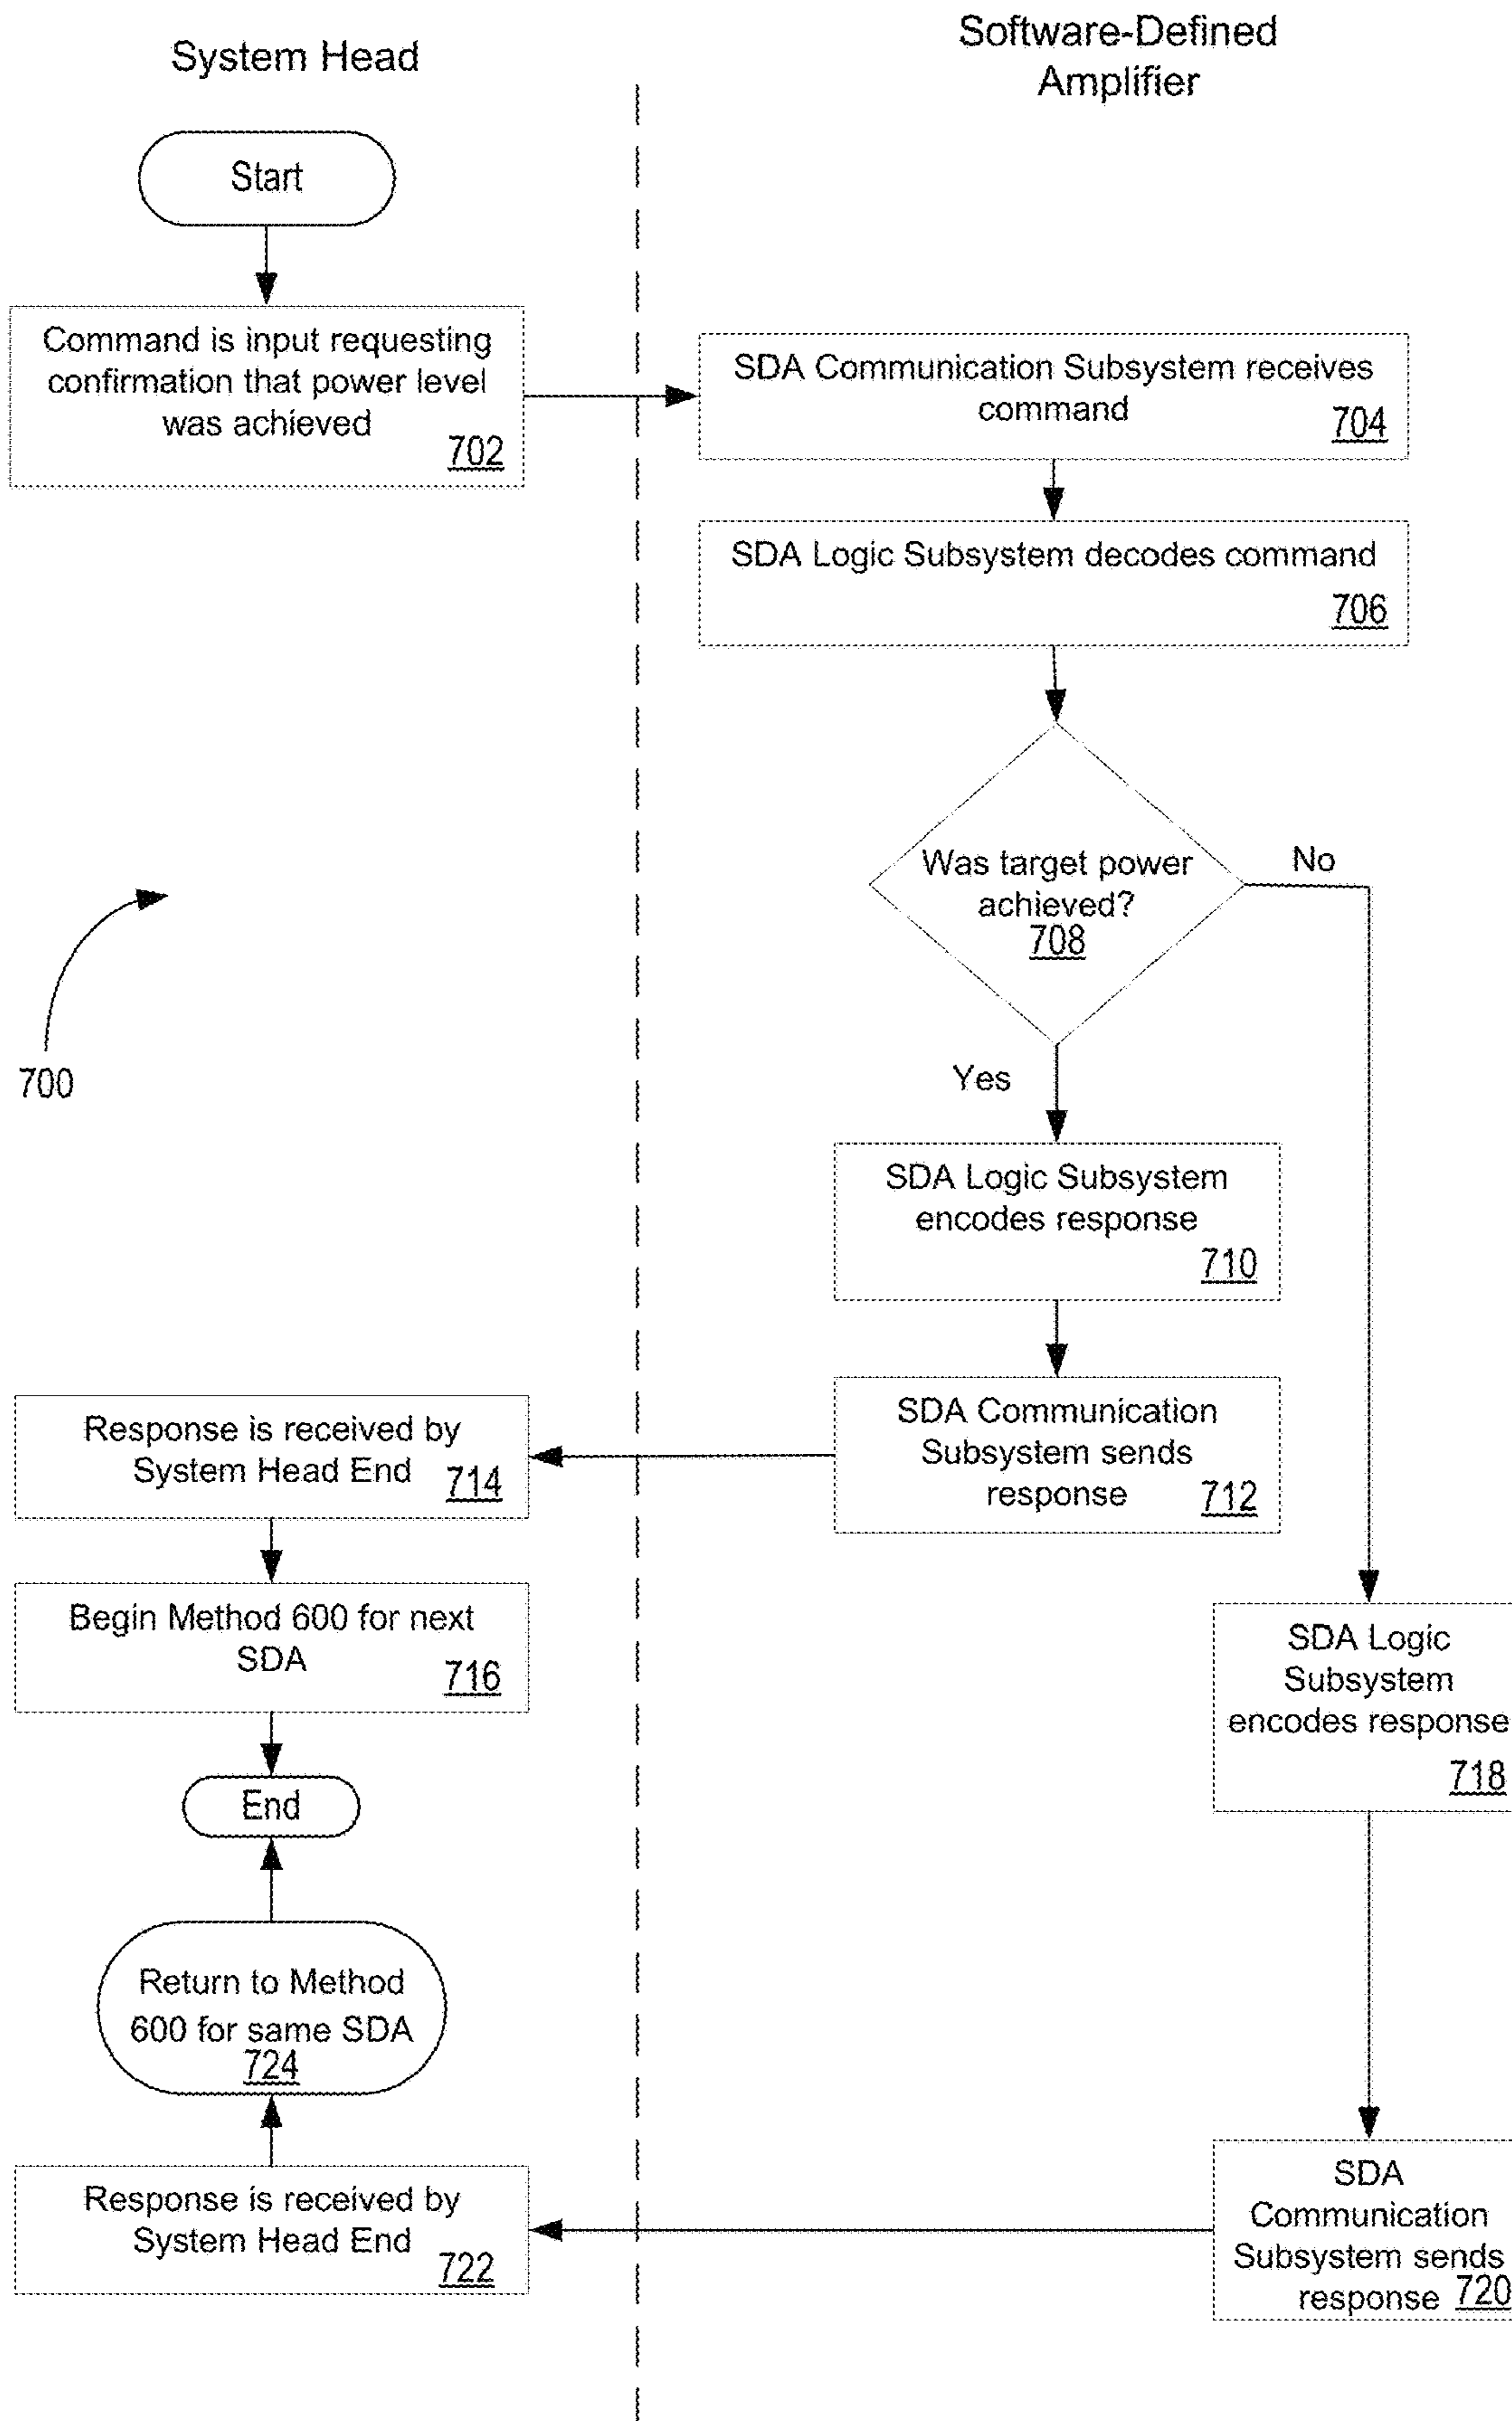 System Head
Software-Defined
Amplifier
Start
Command is input requesting
confirmation that power level
was achieved
702
SDA Communication Subsystem receives
command
704
SDA Logic Subsystem decodes command
706
Was target power
achieved?
708
No
Yes
700
SDA Logic Subsystem
encodes response
710
SDA Communication
Subsystem sends
response
712
Response is received by
System Head End
714
Begin Method 600 for next
SDA
716
End
SDA Logic
Subsystem
encodes response
718
Return to Method
600 for same SDA
724
SDA
Communication
Subsystem sends
response 720
Response is received by
System Head End
722